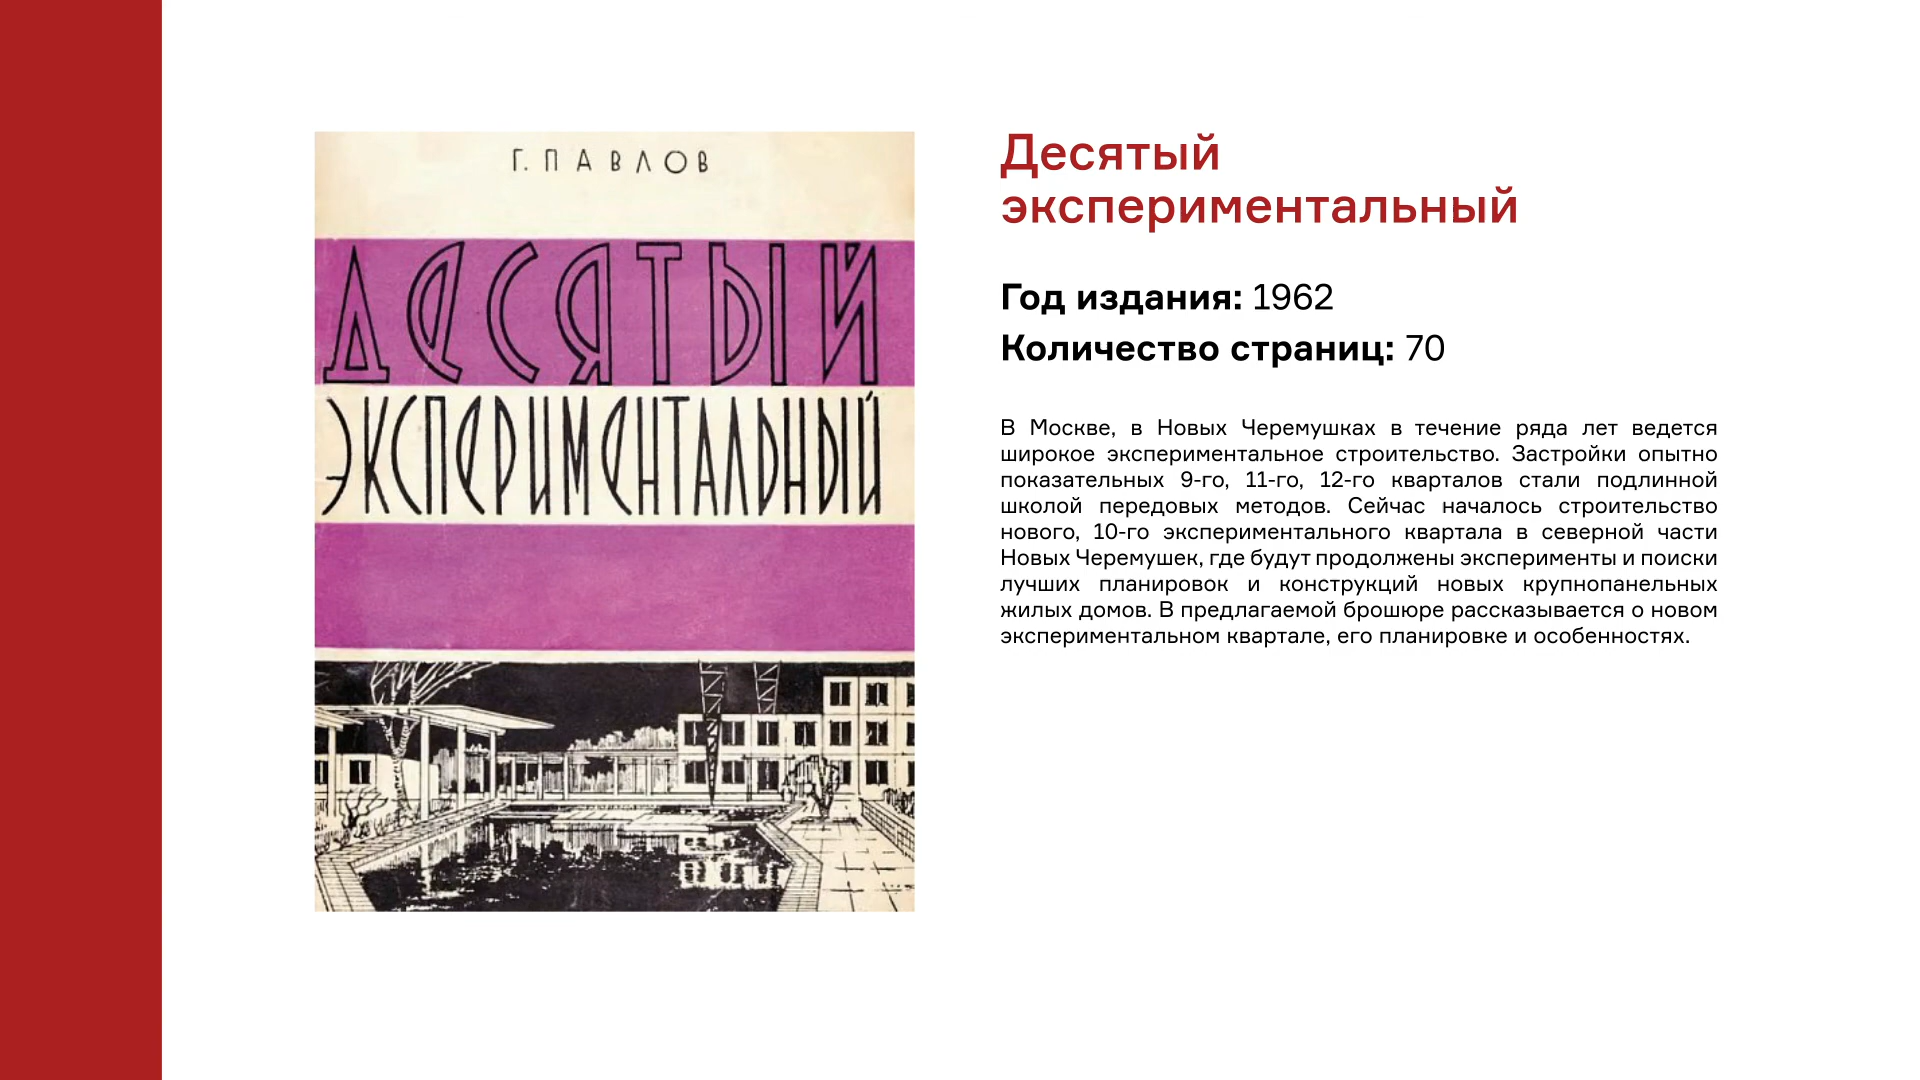 Г. ПАВЛОВ
ДЕСЯТЫЙ
ЭКСПЕРИМЕНТАЛЬНЫЙ
Десятый
экспериментальный
Год издания: 1962
Количество страниц: 70
В Москве, в Новых Черемушках в течение ряда лет ведется
широкое экспериментальное строительство. Застройки опытно
показательных 9-го, 11-го, 12-го кварталов стали подлинной
школой передовых методов. Сейчас началось строительство
нового, 10-го экспериментального квартала в северной части
Новых Черемушек, где будут продолжены эксперименты и поиски
лучших планировок и конструкций новых крупнопанельных
жилых домов. В предлагаемой брошюре рассказывается о новом
экспериментальном квартале, его планировке и особенностях.